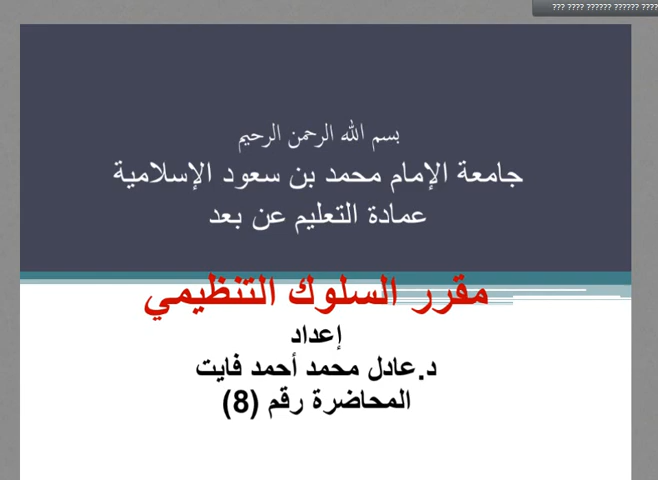 ??? ???? ?????? ?????? ????
بسم الله الرحمن الرحيم
جامعة الإمام محمد بن سعود الإسلامية
عمادة التعليم عن بعد
مقرر السلوك التنظيمي
إعداد
د.عادل محمد أحمد فايت
المحاضرة رقم (8)